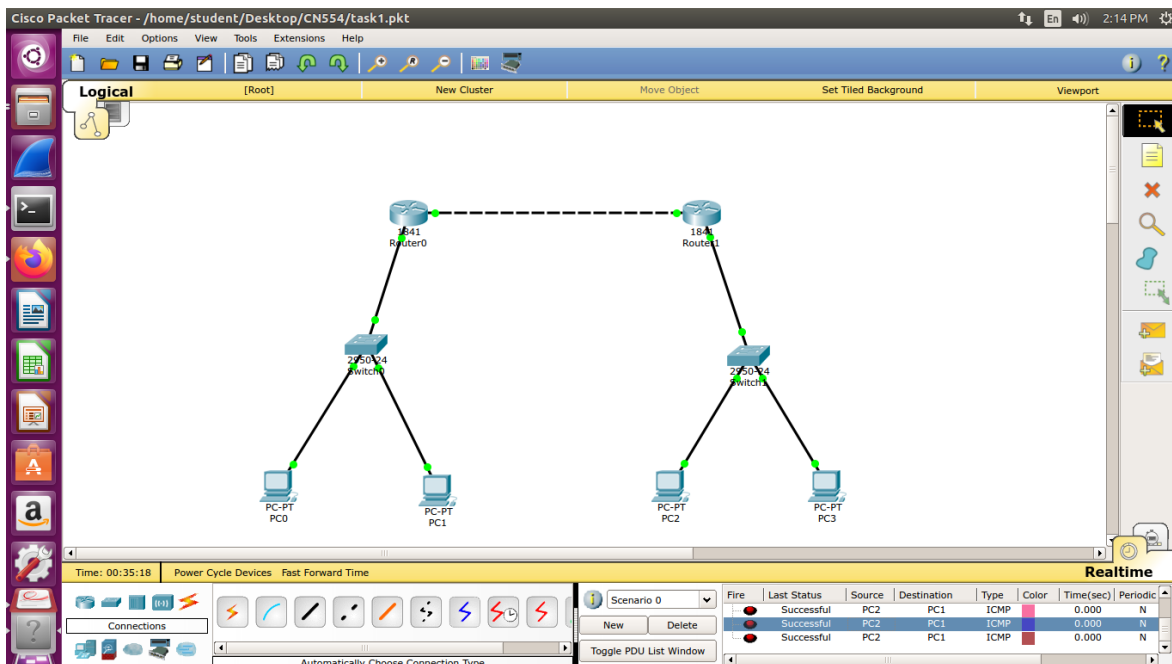 Cisco Packet Tracer - /home/student/Desktop/CN554/task1.pkt
En
2:14 PM
File Edit Options View Tools Extensions Help
Logical
[Root]
New Cluster
Move Object
Set Tiled Background
Viewport
1841
Router0
1841
Router1
2950-24
Switch0
2950-24
Switch1
PC-PT
PC0
PC-PT
PC1
PC-PT
PC2
PC-PT
PC3
Time: 00:35:18 Power Cycle Devices Fast Forward Time
Realtime
Connections
Automatically Choose Connection Type
Scenario 0
New Delete
Toggle PDU List Window
Fire Last Status Source Destination Type Color Time(sec) Periodic
Successful PC2 PC1 ICMP 0.000 N
Successful PC2 PC1 ICMP 0.000 N
Successful PC2 PC1 ICMP 0.000 N